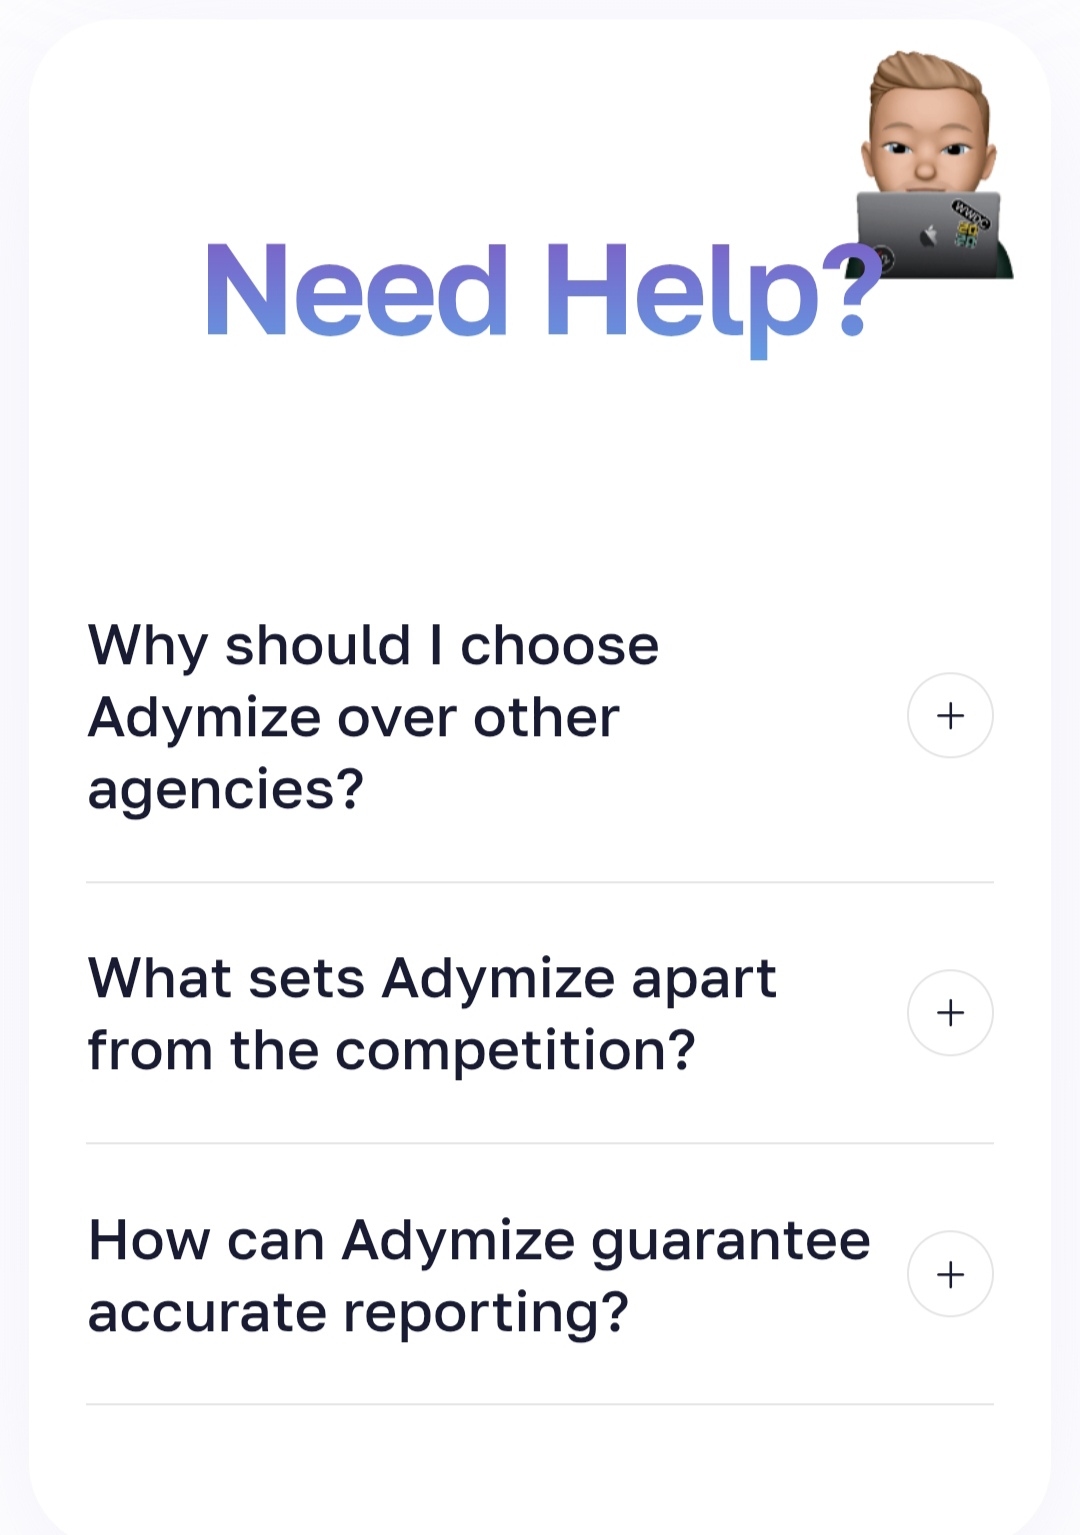 WWDC
20
20
Need Help?
Why should I choose
Adymize over other
agencies?
What sets Adymize apart
from the competition?
How can Adymize guarantee
accurate reporting?